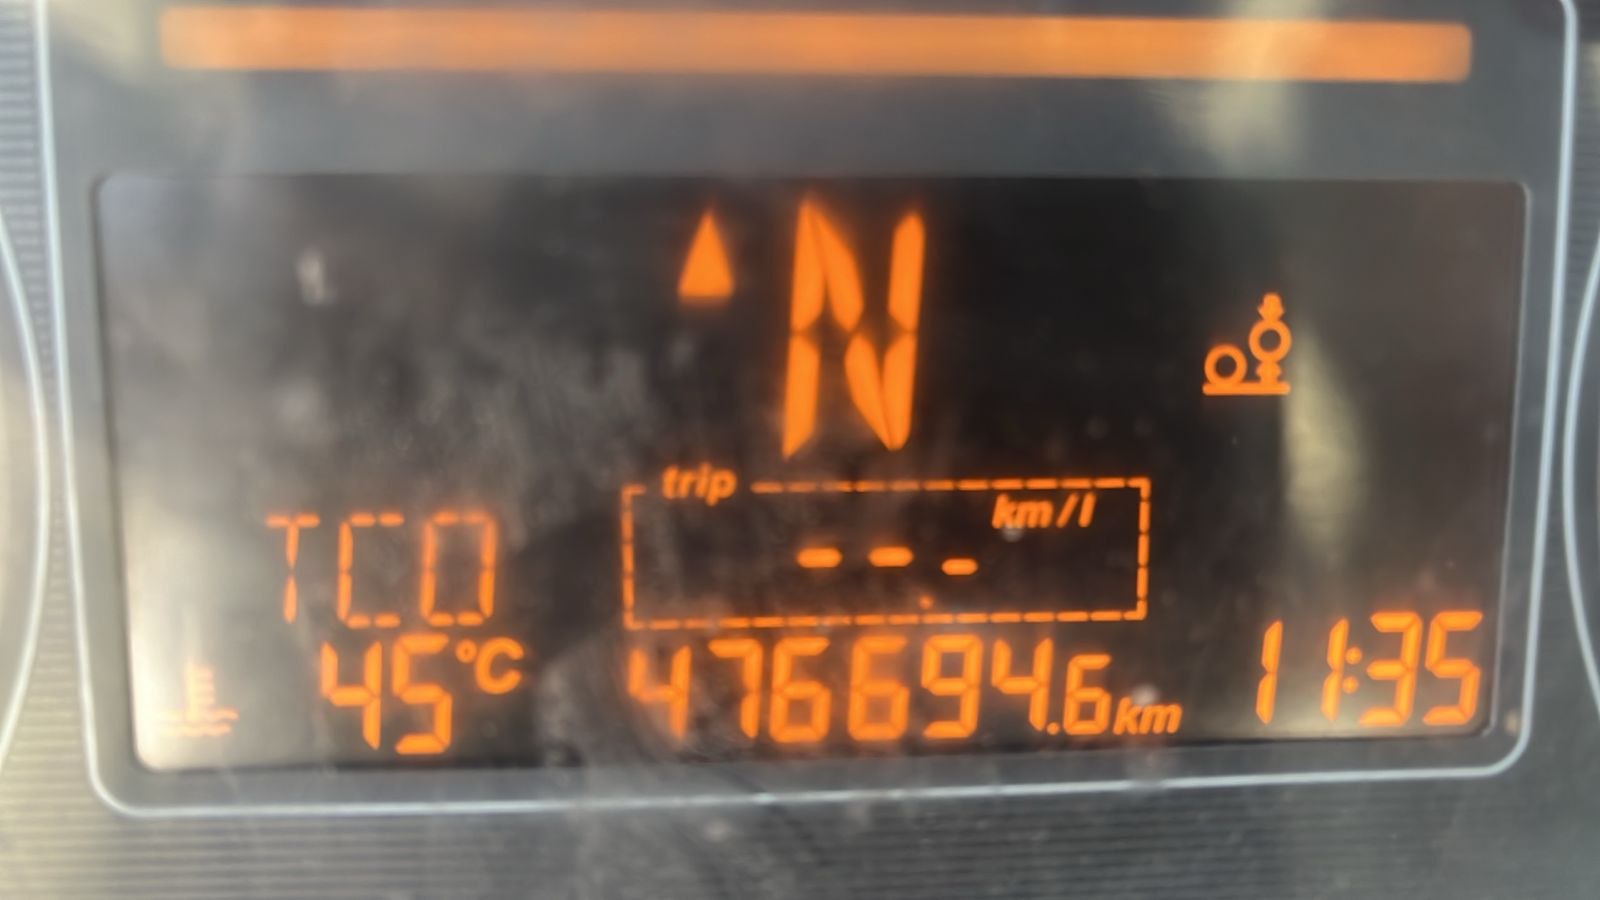 N
trip
km/l
TCO
--.-
45°C
476694.6km
11:35